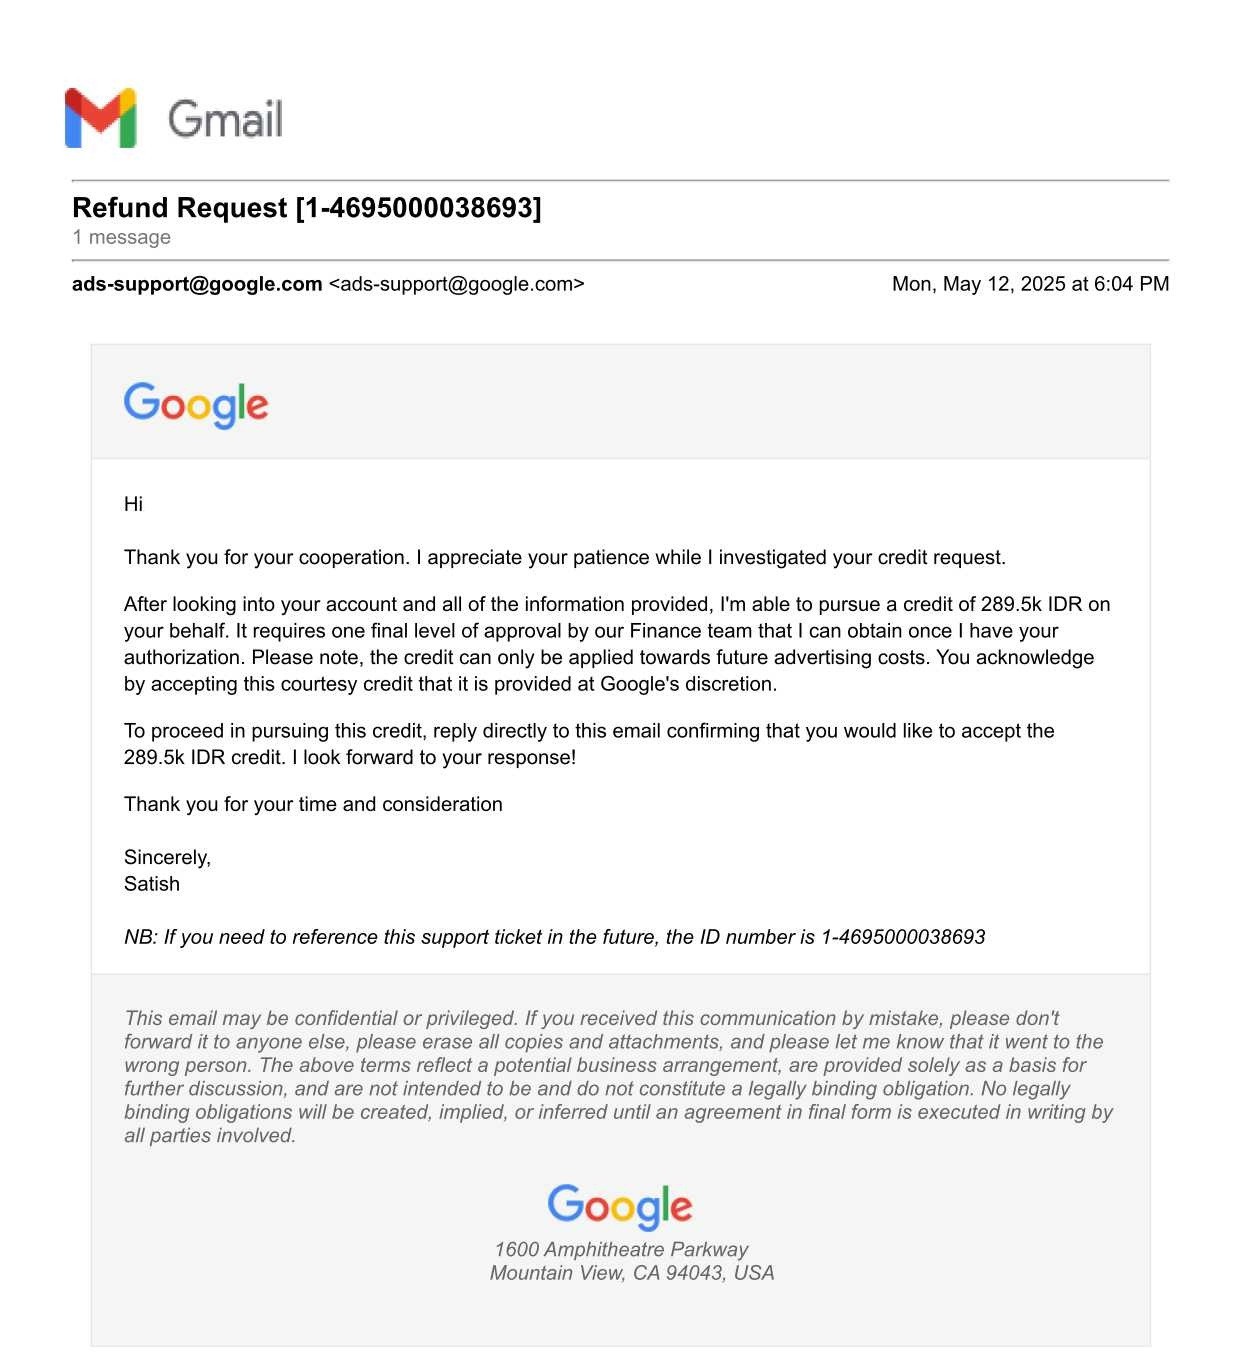 Gmail
Refund Request [1-4695000038693]
1 message
ads-support@google.com <ads-support@google.com> Mon, May 12, 2025 at 6:04 PM
Google
Hi
Thank you for your cooperation. I appreciate your patience while I investigated your credit request.
After looking into your account and all of the information provided, I'm able to pursue a credit of 289.5k IDR on
your behalf. It requires one final level of approval by our Finance team that I can obtain once I have your
authorization. Please note, the credit can only be applied towards future advertising costs. You acknowledge
by accepting this courtesy credit that it is provided at Google's discretion.
To proceed in pursuing this credit, reply directly to this email confirming that you would like to accept the
289.5k IDR credit. I look forward to your response!
Thank you for your time and consideration
Sincerely,
Satish
NB: If you need to reference this support ticket in the future, the ID number is 1-4695000038693
This email may be confidential or privileged. If you received this communication by mistake, please don't
forward it to anyone else, please erase all copies and attachments, and please let me know that it went to the
wrong person. The above terms reflect a potential business arrangement, are provided solely as a basis for
further discussion, and are not intended to be and do not constitute a legally binding obligation. No legally
binding obligations will be created, implied, or inferred until an agreement in final form is executed in writing by
all parties involved.
Google
1600 Amphitheatre Parkway
Mountain View, CA 94043, USA